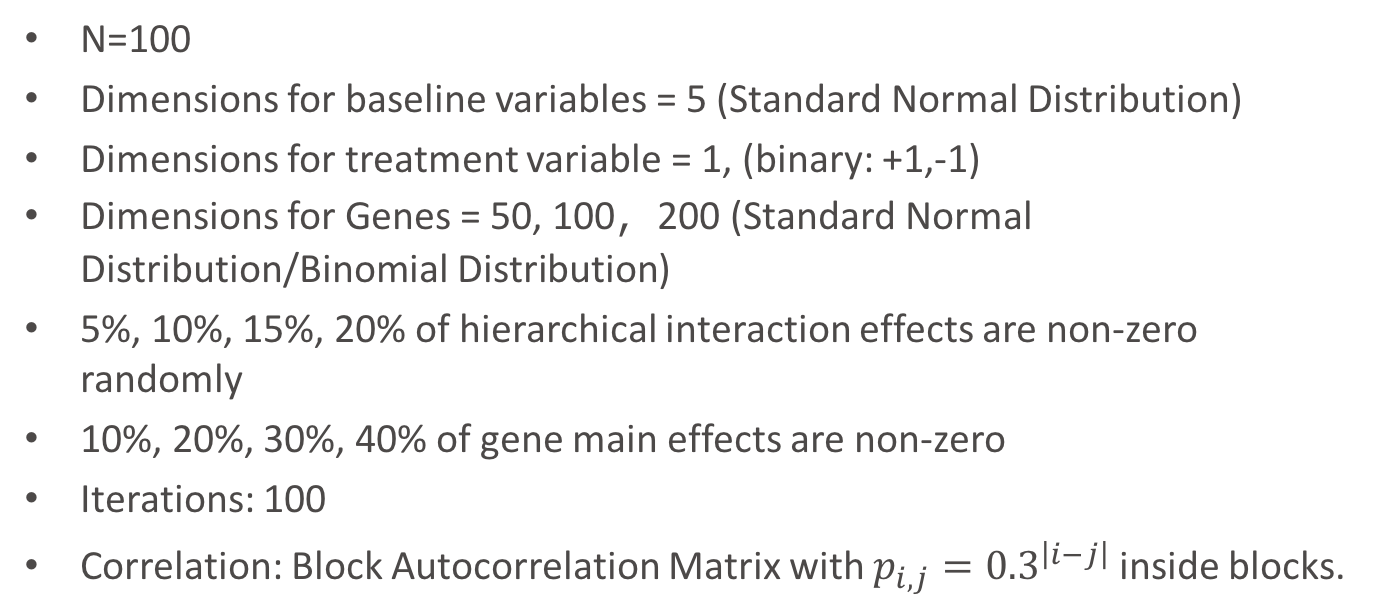 • N=100
• Dimensions for baseline variables = 5 (Standard Normal Distribution)
• Dimensions for treatment variable = 1, (binary: +1,-1)
• Dimensions for Genes = 50, 100， 200 (Standard Normal
Distribution/Binomial Distribution)
• 5%, 10%, 15%, 20% of hierarchical interaction effects are non-zero
randomly
• 10%, 20%, 30%, 40% of gene main effects are non-zero
• Iterations: 100
• Correlation: Block Autocorrelation Matrix with $p_{i,j} = 0.3^{|i-j|}$ inside blocks.